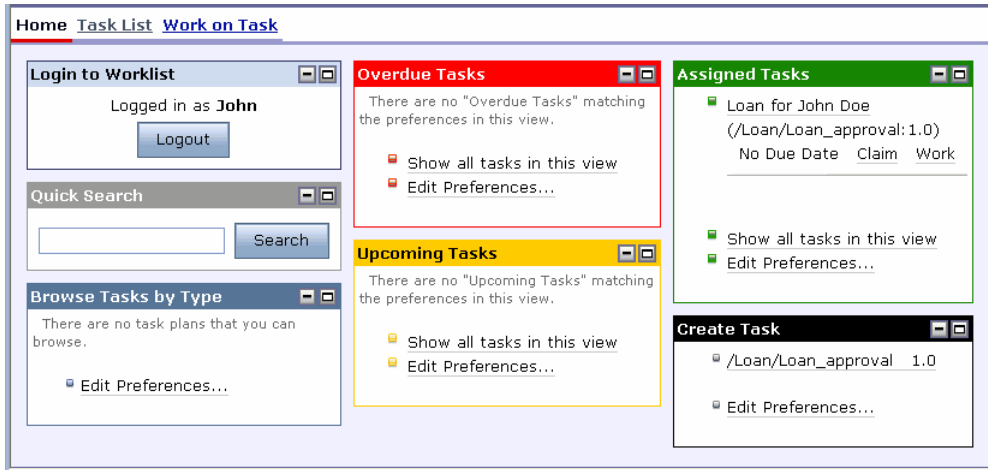 Home Task List Work on Task
Login to Worklist
Logged in as John
Logout
Quick Search
Search
Browse Tasks by Type
There are no task plans that you can
browse.
Edit Preferences...
Overdue Tasks
There are no "Overdue Tasks" matching
the preferences in this view.
Show all tasks in this view
Edit Preferences...
Upcoming Tasks
There are no "Upcoming Tasks" matching
the preferences in this view.
Show all tasks in this view
Edit Preferences...
Assigned Tasks
Loan for John Doe
(/Loan/Loan_approval:1.0)
No Due Date Claim Work
Show all tasks in this view
Edit Preferences...
Create Task
/Loan/Loan_approval 1.0
Edit Preferences...